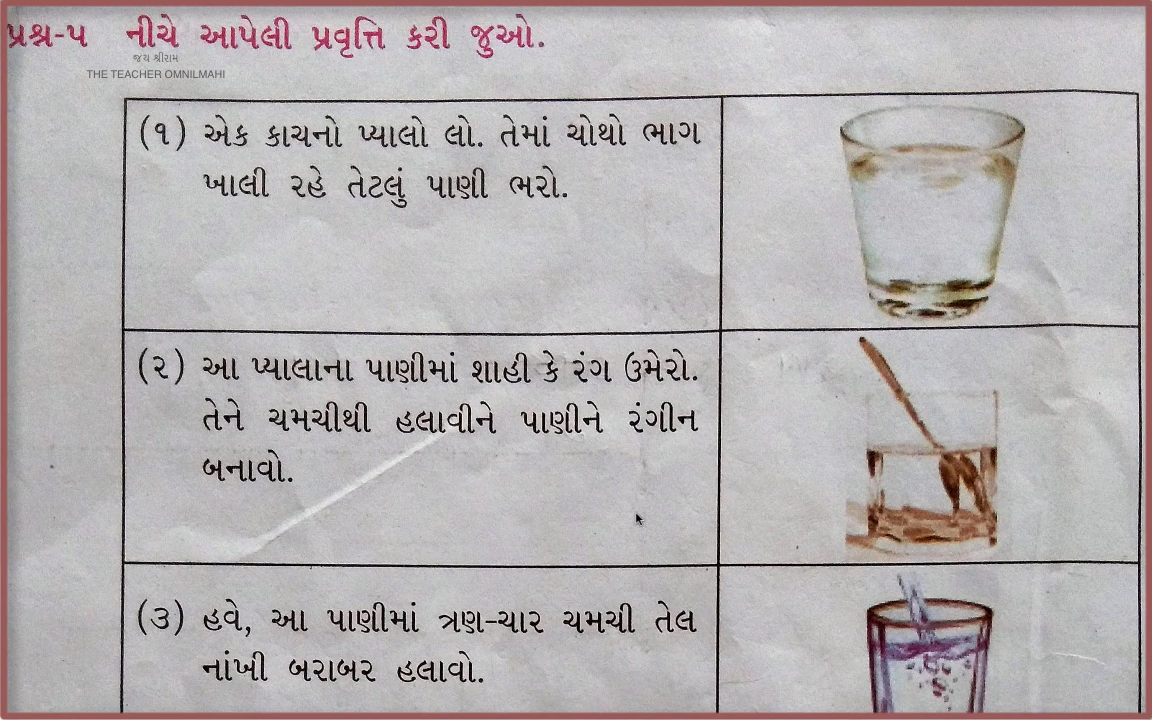 પ્રશ્ન-૫ નીચે આપેલી પ્રવૃત્તિ કરી જુઓ.
જય શ્રીરામ
THE TEACHER OMNILMAHI
(૧) એક કાચનો પ્યાલો લો. તેમાં ચોથો ભાગ
ખાલી રહે તેટલું પાણી ભરો.
(૨) આ પ્યાલાના પાણીમાં શાહી કે રંગ ઉમેરો.
તેને ચમચીથી હલાવીને પાણીને રંગીન
બનાવો.
(૩) હવે, આ પાણીમાં ત્રણ-ચાર ચમચી તેલ
નાંખી બરાબર હલાવો.